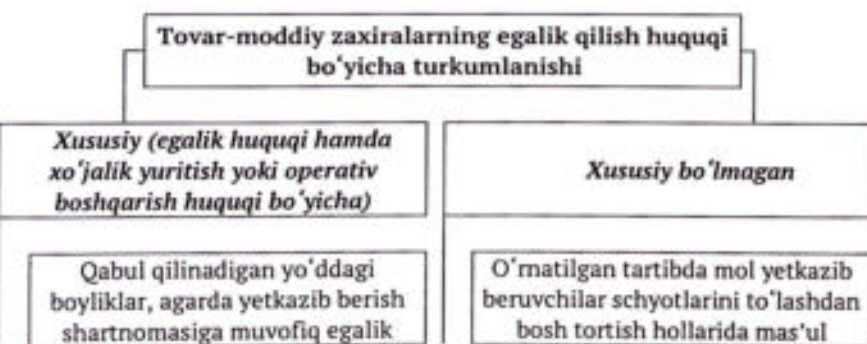 Tovar-moddiy zaxiralarning egalik qilish huquqi
bo‘yicha turkumlanishi
Xususiy (egalik huquqi hamda
xo‘jalik yuritish yoki operativ
boshqarish huquqi bo‘yicha)
Xususiy bo‘lmagan
Qabul qilinadigan yo‘ddagi
boyliklar, agarda yetkazib berish
shartnomasiga muvofiq egalik
O‘rnatilgan tartibda mol yetkazib
beruvchilar schyotlarini to‘lashdan
bosh tortish hollarida mas’ul